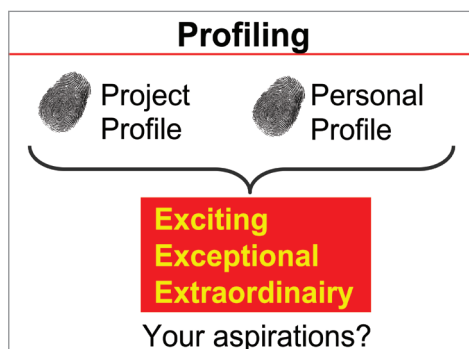 Profiling
Project
Profile
Personal
Profile
Exciting
Exceptional
Extraordinairy
Your aspirations?